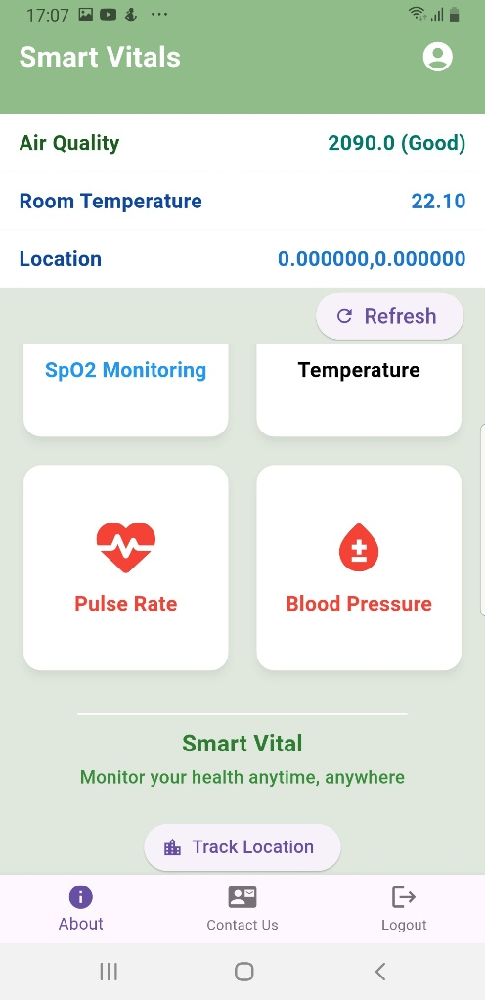 17:07
Smart Vitals
Air Quality 2090.0 (Good)
Room Temperature 22.10
Location 0.000000,0.000000
Refresh
SpO2 Monitoring Temperature
Pulse Rate Blood Pressure
Smart Vital
Monitor your health anytime, anywhere
Track Location
About Contact Us Logout